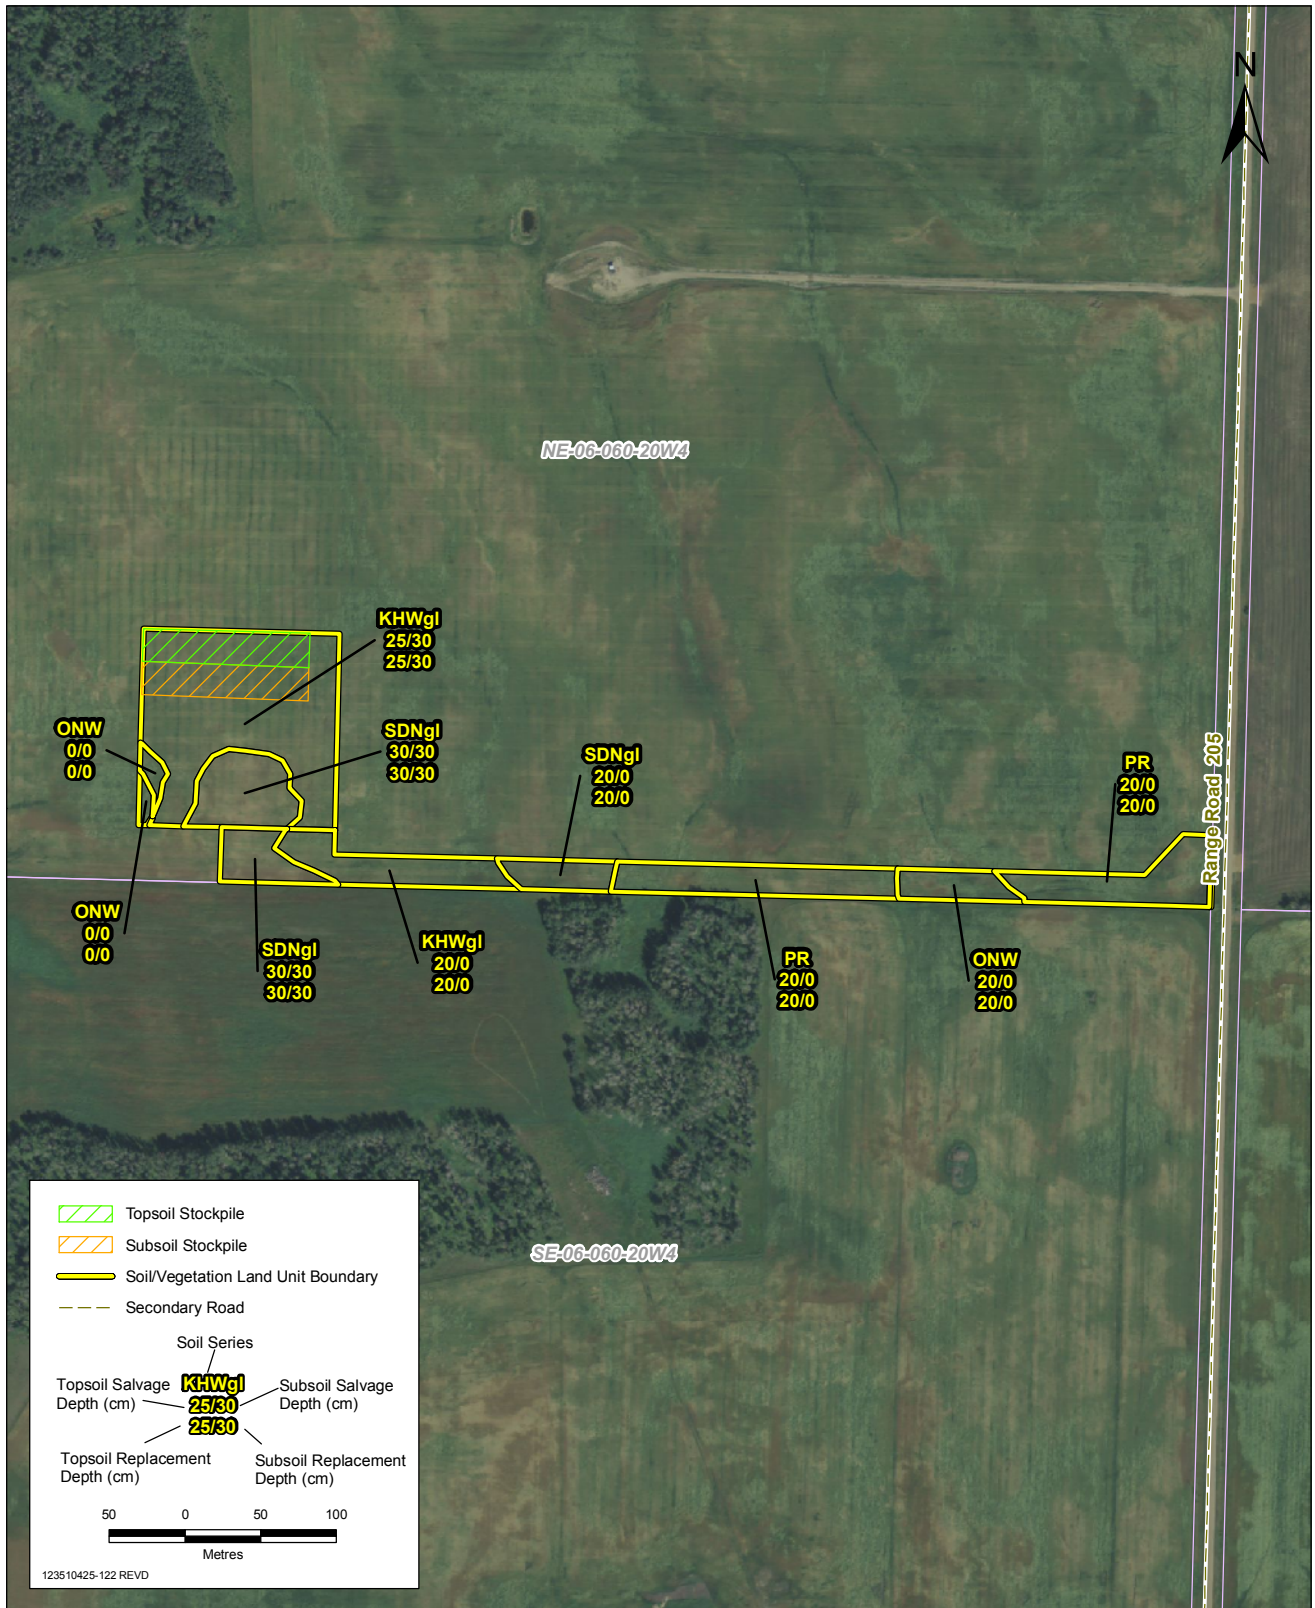 N
NE-06-060-20W4
KHWgl
25/30
25/30
ONW
0/0
0/0
SDNgl
30/30
30/30
SDNgl
20/0
20/0
PR
20/0
20/0
Range Road 205
ONW
0/0
0/0
SDNgl
30/30
30/30
KHWgl
20/0
20/0
PR
20/0
20/0
ONW
20/0
20/0
SE-06-060-20W4
Topsoil Stockpile
Subsoil Stockpile
Soil/Vegetation Land Unit Boundary
Secondary Road
Soil Series
Topsoil Salvage
Depth (cm)
KHWgl
25/30
25/30
Subsoil Salvage
Depth (cm)
Topsoil Replacement
Depth (cm)
Subsoil Replacement
Depth (cm)
50 0 50 100
Metres
123510425-122 REVD